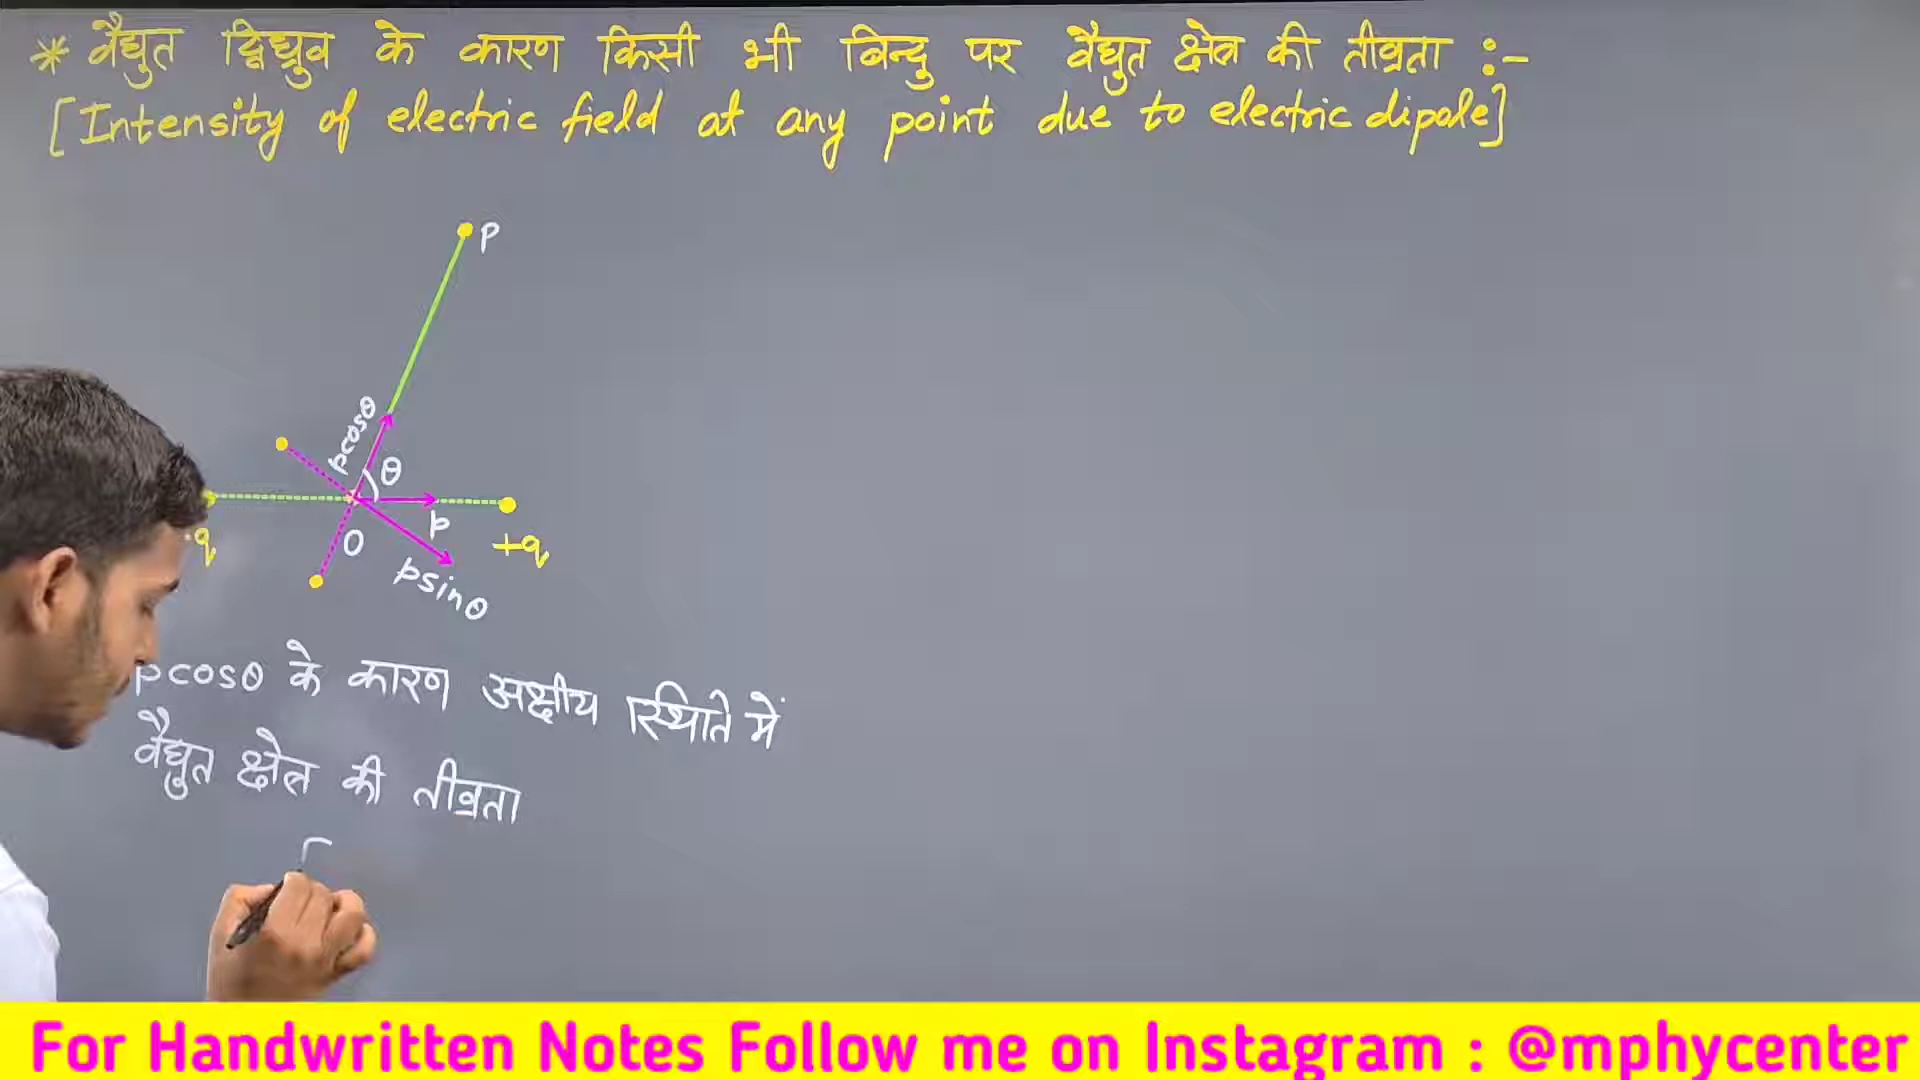 * वैद्युत द्विध्रुव के कारण किसी भी बिन्दु पर वैद्युत क्षेत्र की तीव्रता :-
[Intensity of electric field at any point due to electric dipole]
P
pcosθ
θ
p
O
-q
+q
psinθ
pcosθ के कारण अक्षीय स्थिति में
वैद्युत क्षेत्र की तीव्रता
For Handwritten Notes Follow me on Instagram : @mphycenter